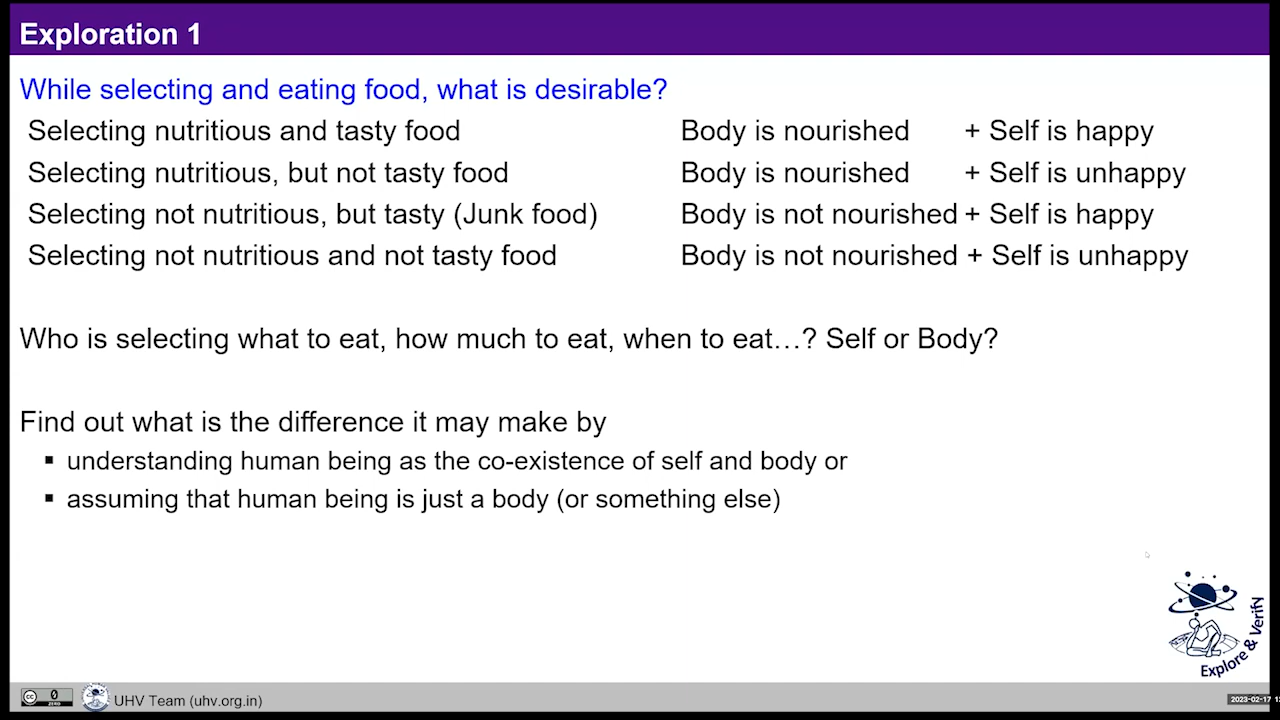 Exploration 1
While selecting and eating food, what is desirable?
Selecting nutritious and tasty food Body is nourished + Self is happy
Selecting nutritious, but not tasty food Body is nourished + Self is unhappy
Selecting not nutritious, but tasty (Junk food) Body is not nourished + Self is happy
Selecting not nutritious and not tasty food Body is not nourished + Self is unhappy
Who is selecting what to eat, how much to eat, when to eat…? Self or Body?
Find out what is the difference it may make by
▪ understanding human being as the co-existence of self and body or
▪ assuming that human being is just a body (or something else)
Explore & Verify
cc 0 ZERO
UHV Team (uhv.org.in)
2023-02-17